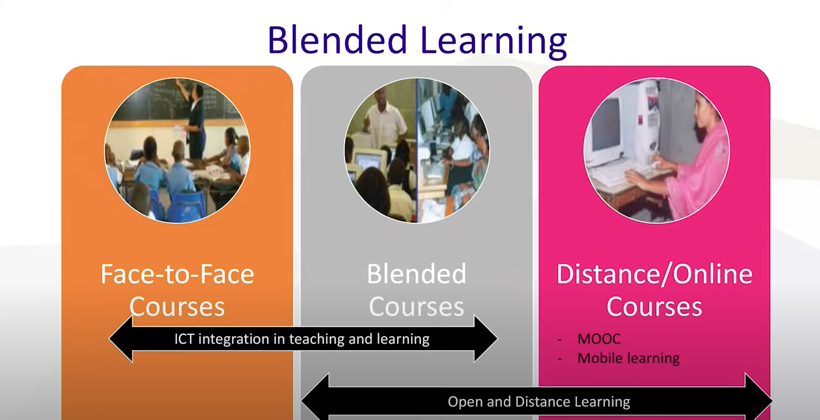 Blended Learning
Face-to-Face
Courses
Blended
Courses
Distance/Online
Courses
ICT integration in teaching and learning
- MOOC
- Mobile learning
Open and Distance Learning